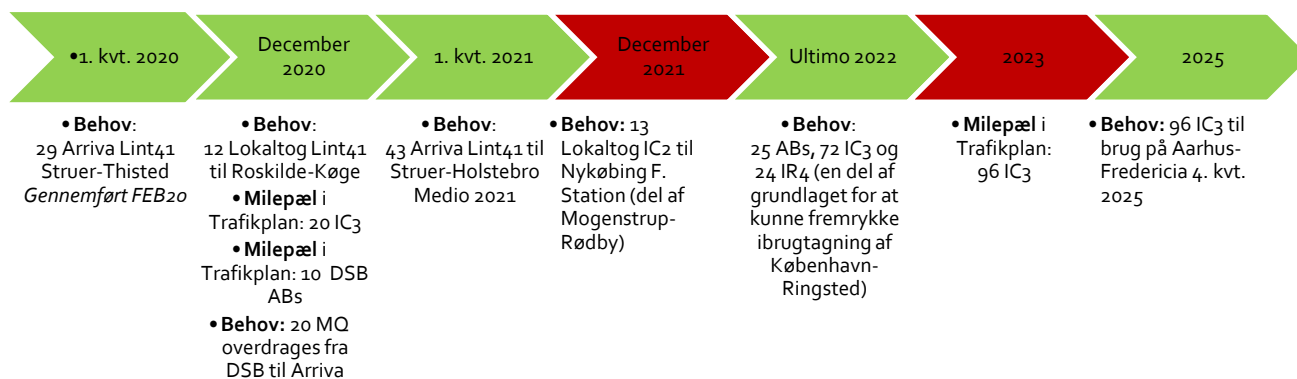 •1. kvt. 2020
December
2020
1. kvt. 2021
December
2021
Ultimo 2022
2023
2025
• Behov:
29 Arriva Lint41
Struer-Thisted
Gennemført FEB20
• Behov:
12 Lokaltog Lint41
til Roskilde-Køge
• Milepæl i
Trafikplan: 20 IC3
• Milepæl i
Trafikplan: 10 DSB
ABs
• Behov: 20 MQ
overdrages fra
DSB til Arriva
• Behov:
43 Arriva Lint41 til
Struer-Holstebro
Medio 2021
• Behov: 13
Lokaltog IC2 til
Nykøbing F.
Station (del af
Mogenstrup-
Rødby)
• Behov:
25 ABs, 72 IC3 og
24 IR4 (en del af
grundlaget for at
kunne fremrykke
ibrugtagning af
København-
Ringsted)
• Milepæl i
Trafikplan:
96 IC3
• Behov: 96 IC3 til
brug på Aarhus-
Fredericia 4. kvt.
2025